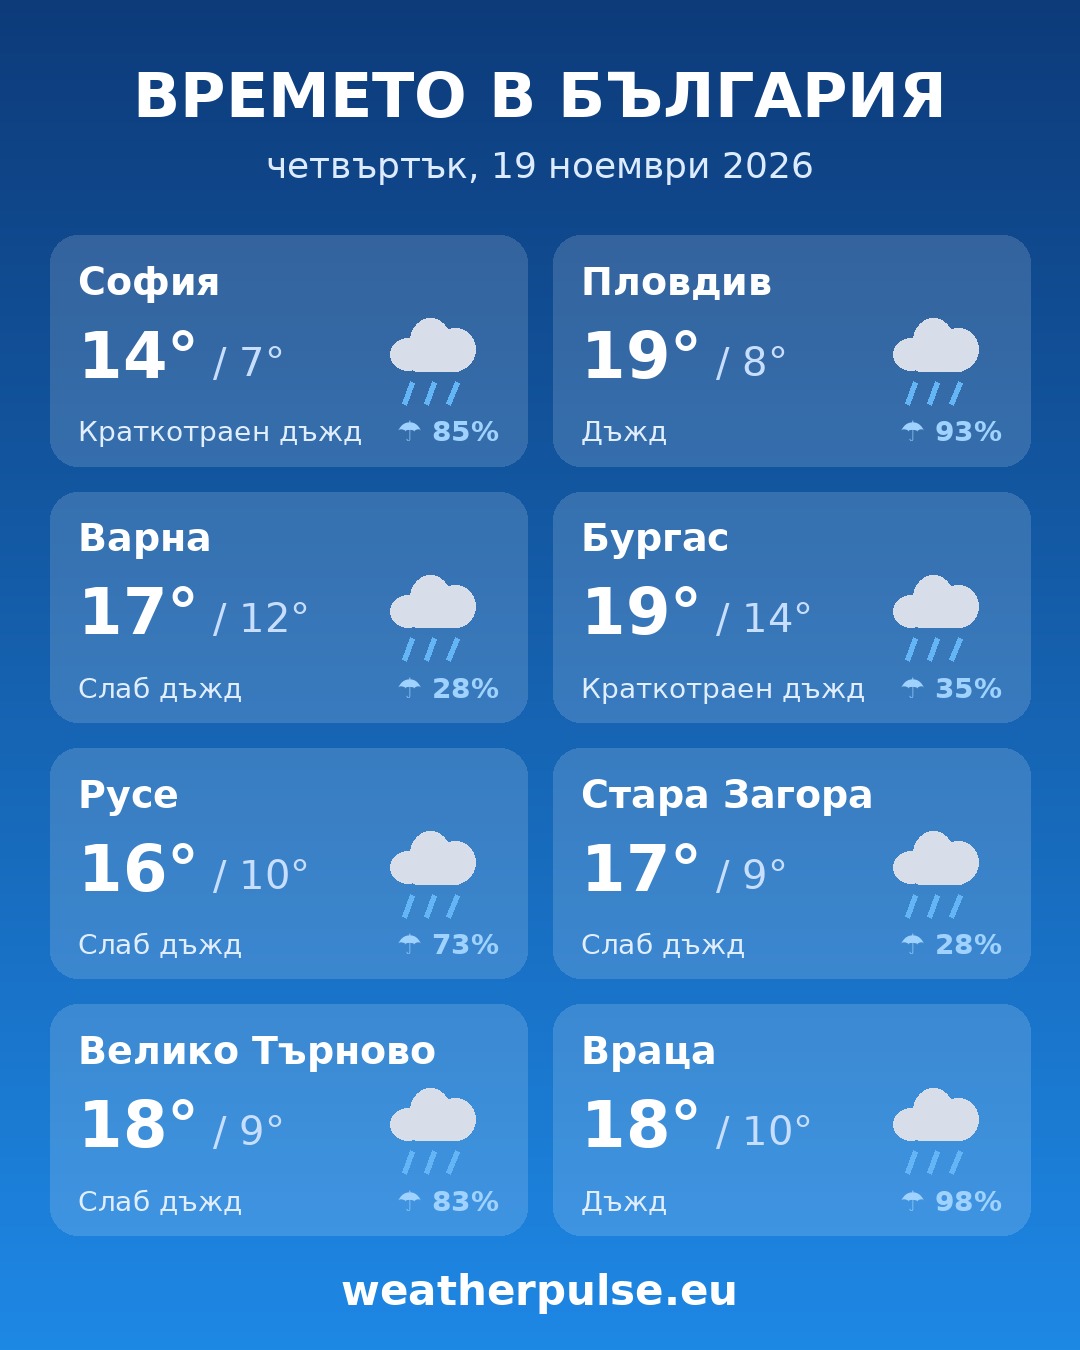 ВРЕМЕТО В БЪЛГАРИЯ
четвъртък, 19 ноември 2026
София
14° / 7°
Краткотраен дъжд ☂ 85%
Пловдив
19° / 8°
Дъжд ☂ 93%
Варна
17° / 12°
Слаб дъжд ☂ 28%
Бургас
19° / 14°
Краткотраен дъжд ☂ 35%
Русе
16° / 10°
Слаб дъжд ☂ 73%
Стара Загора
17° / 9°
Слаб дъжд ☂ 28%
Велико Търново
18° / 9°
Слаб дъжд ☂ 83%
Враца
18° / 10°
Дъжд ☂ 98%
weatherpulse.eu